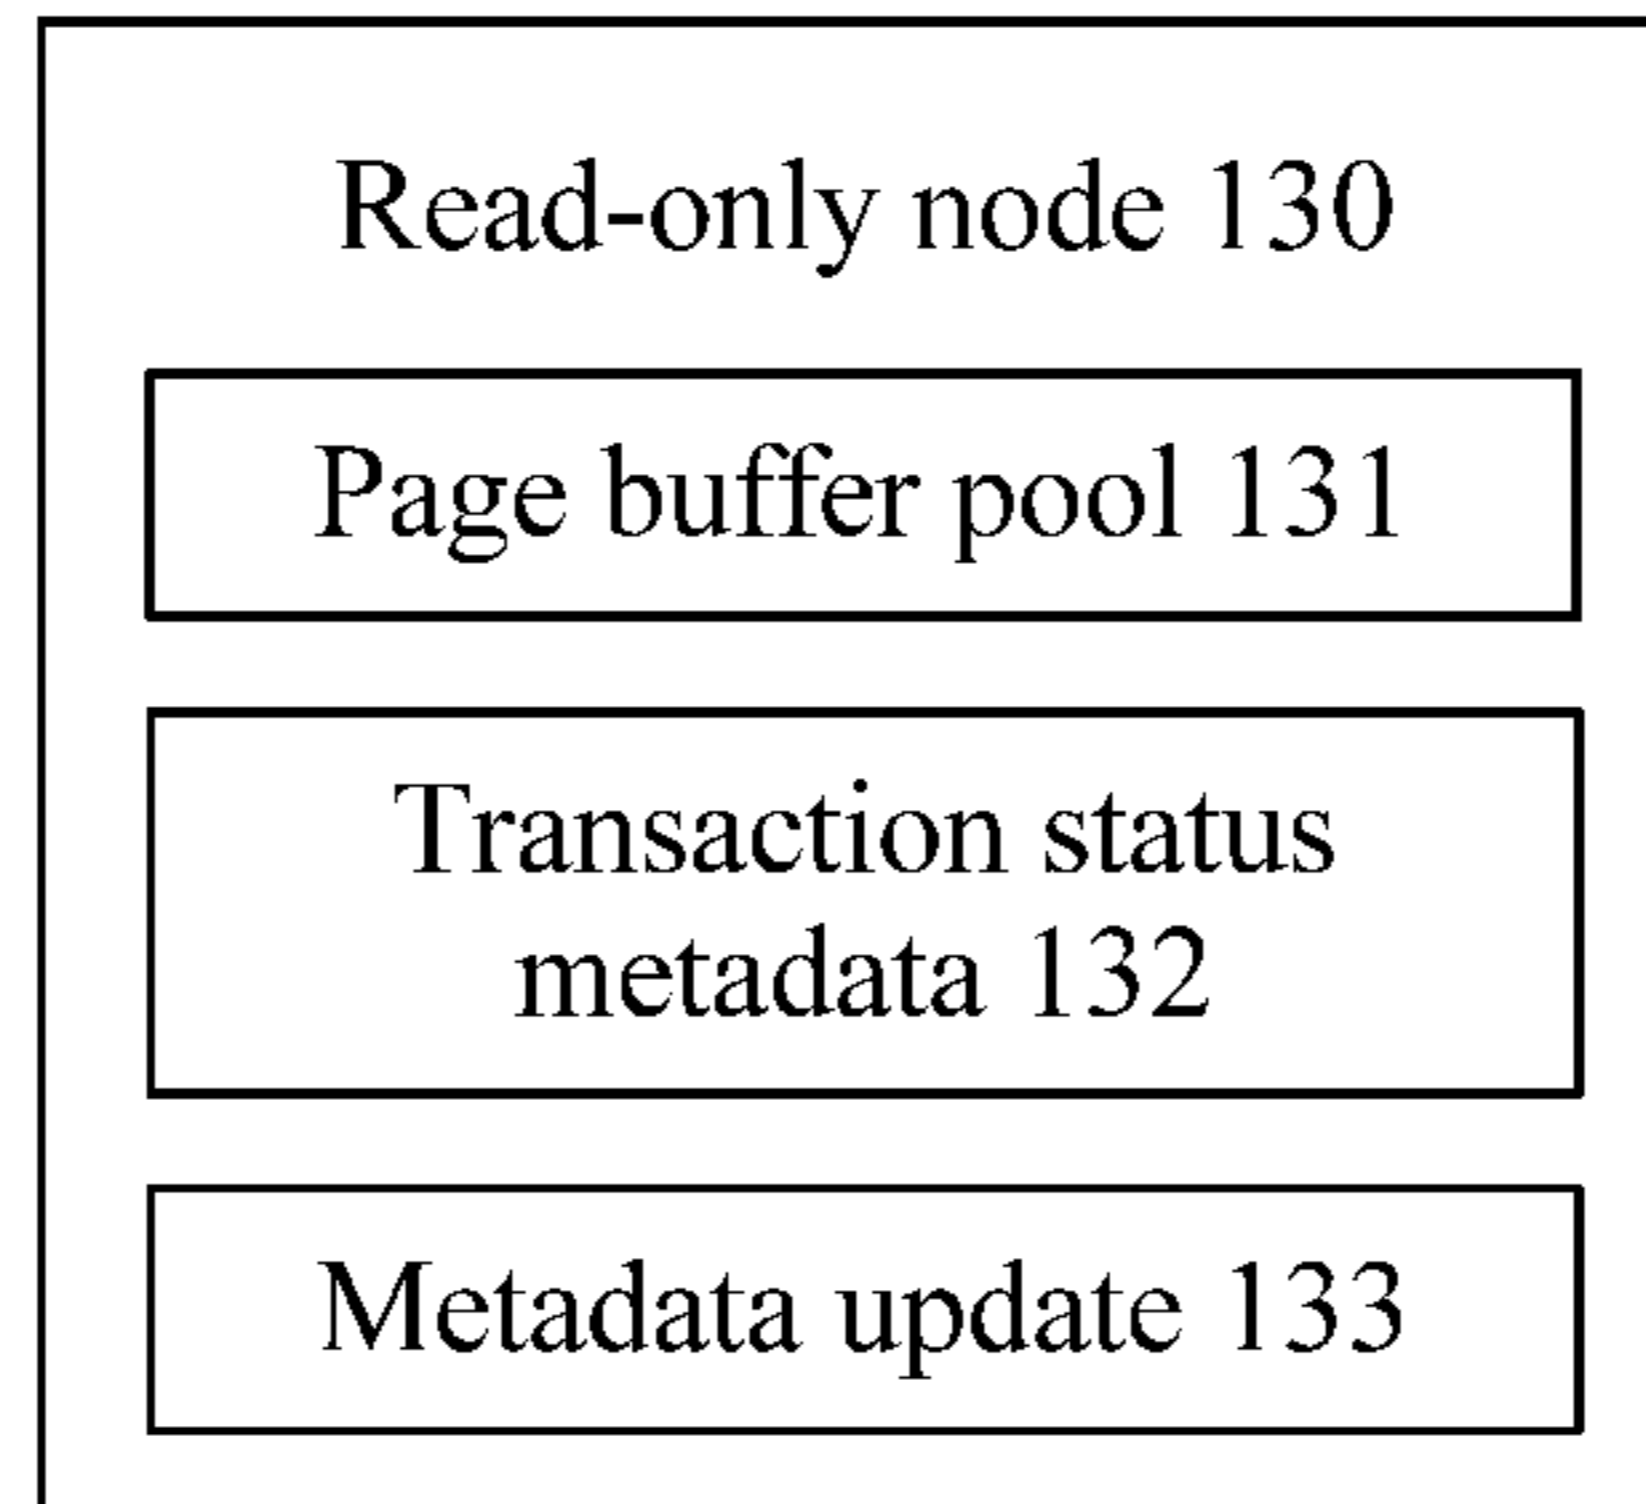 Read-only node 130
Page buffer pool 131
Transaction status
metadata 132
Metadata update 133